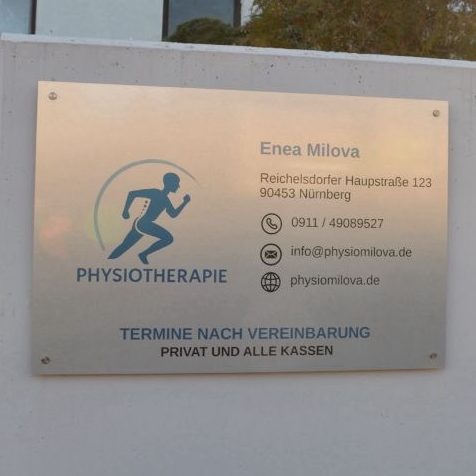 Enea Milova
Reichelsdorfer Haupstraße 123
90453 Nürnberg
0911 / 49089527
info@physiomilova.de
physiomilova.de
PHYSIOTHERAPIE
TERMINE NACH VEREINBARUNG
PRIVAT UND ALLE KASSEN